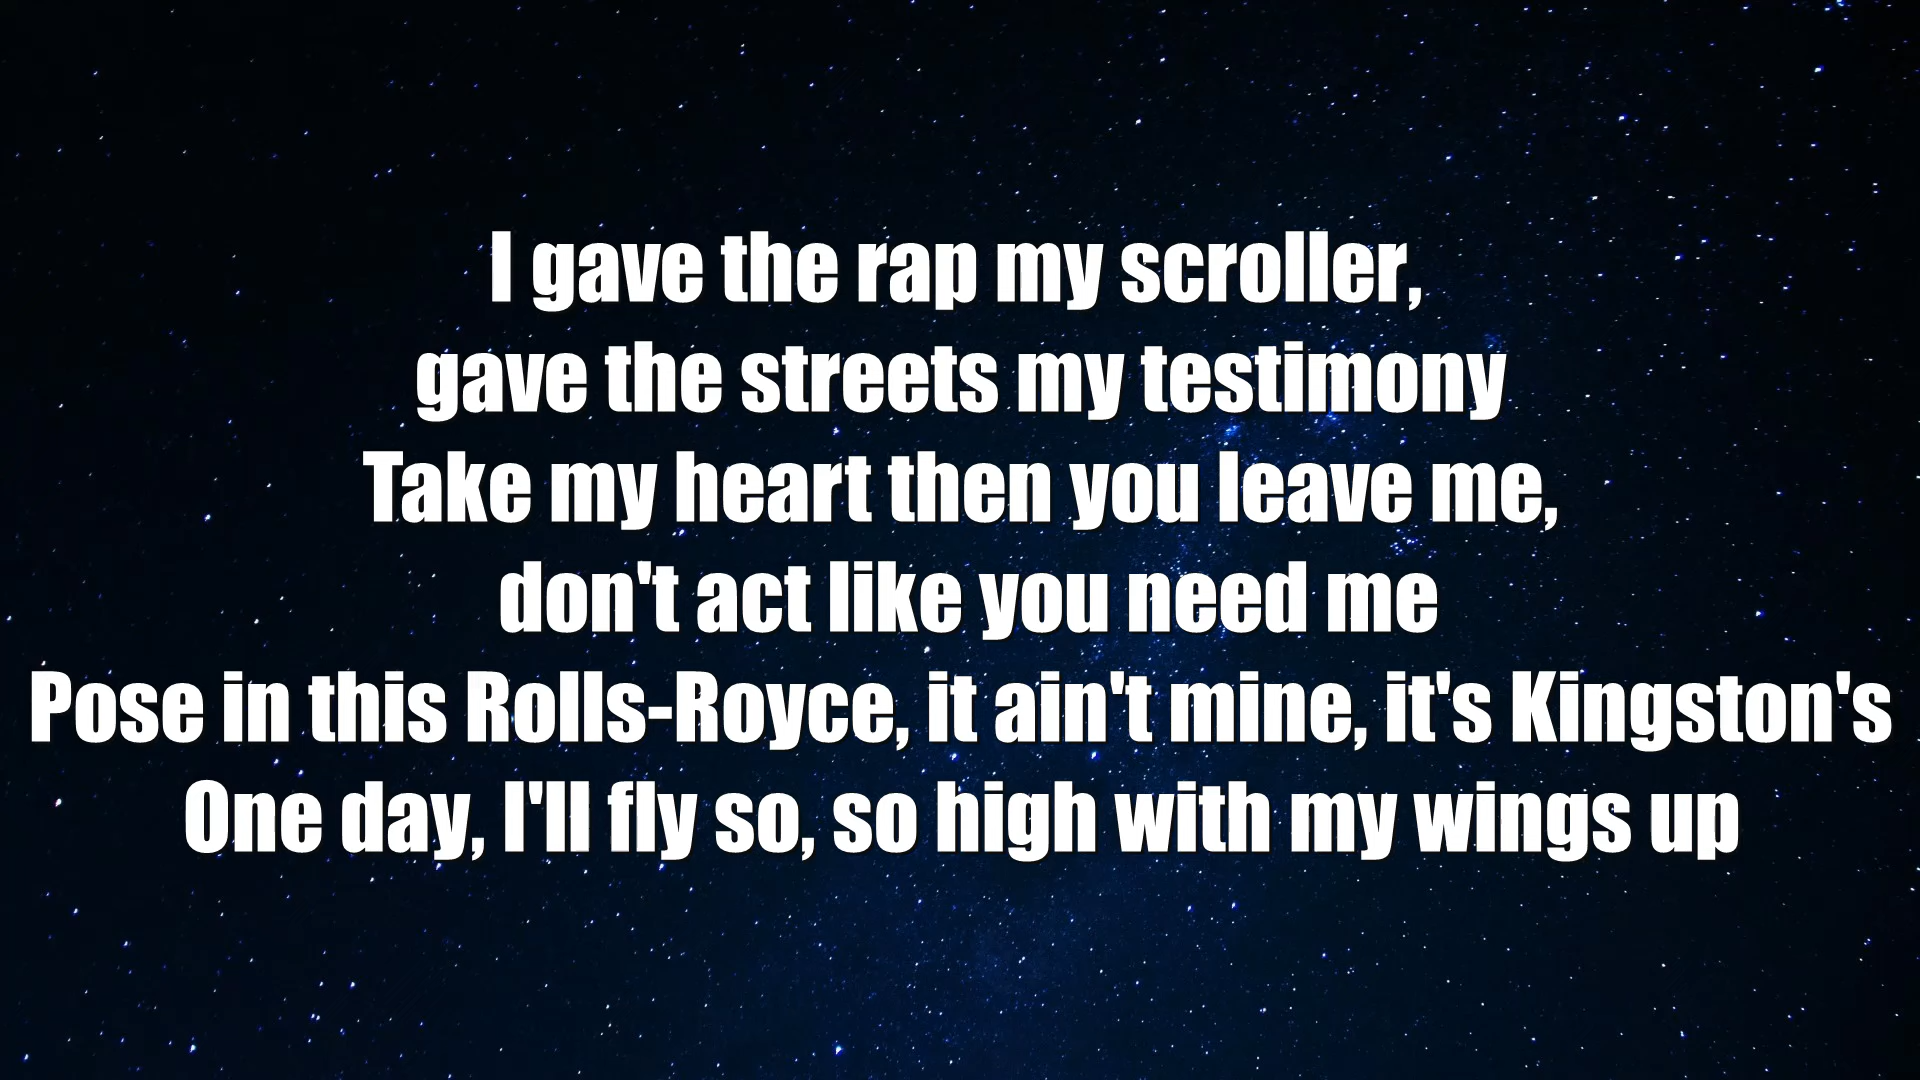 I gave the rap my scroller,
gave the streets my testimony
Take my heart then you leave me,
don't act like you need me
Pose in this Rolls-Royce, it ain't mine, it's Kingston's
One day, I'll fly so, so high with my wings up